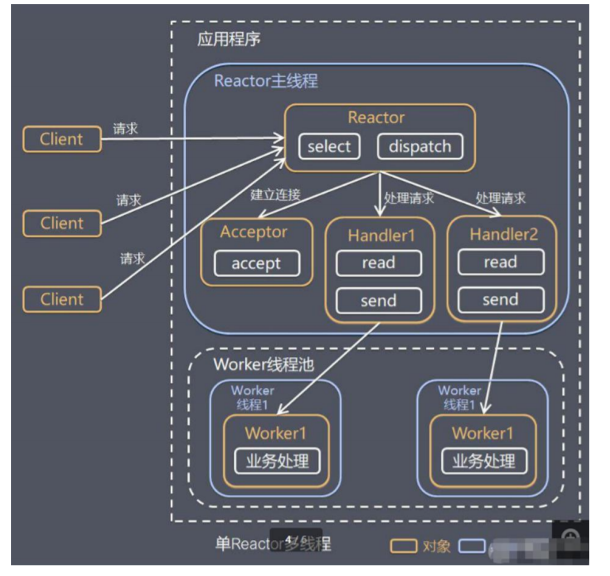 应用程序
Reactor主线程
Reactor
select
dispatch
Client
请求
Client
请求
Client
请求
建立连接
处理请求
处理请求
Acceptor
accept
Handler1
read
send
Handler2
read
send
Worker线程池
Worker
线程1
Worker1
业务处理
Worker
线程1
Worker1
业务处理
单Reactor多线程
4 / 6
对象